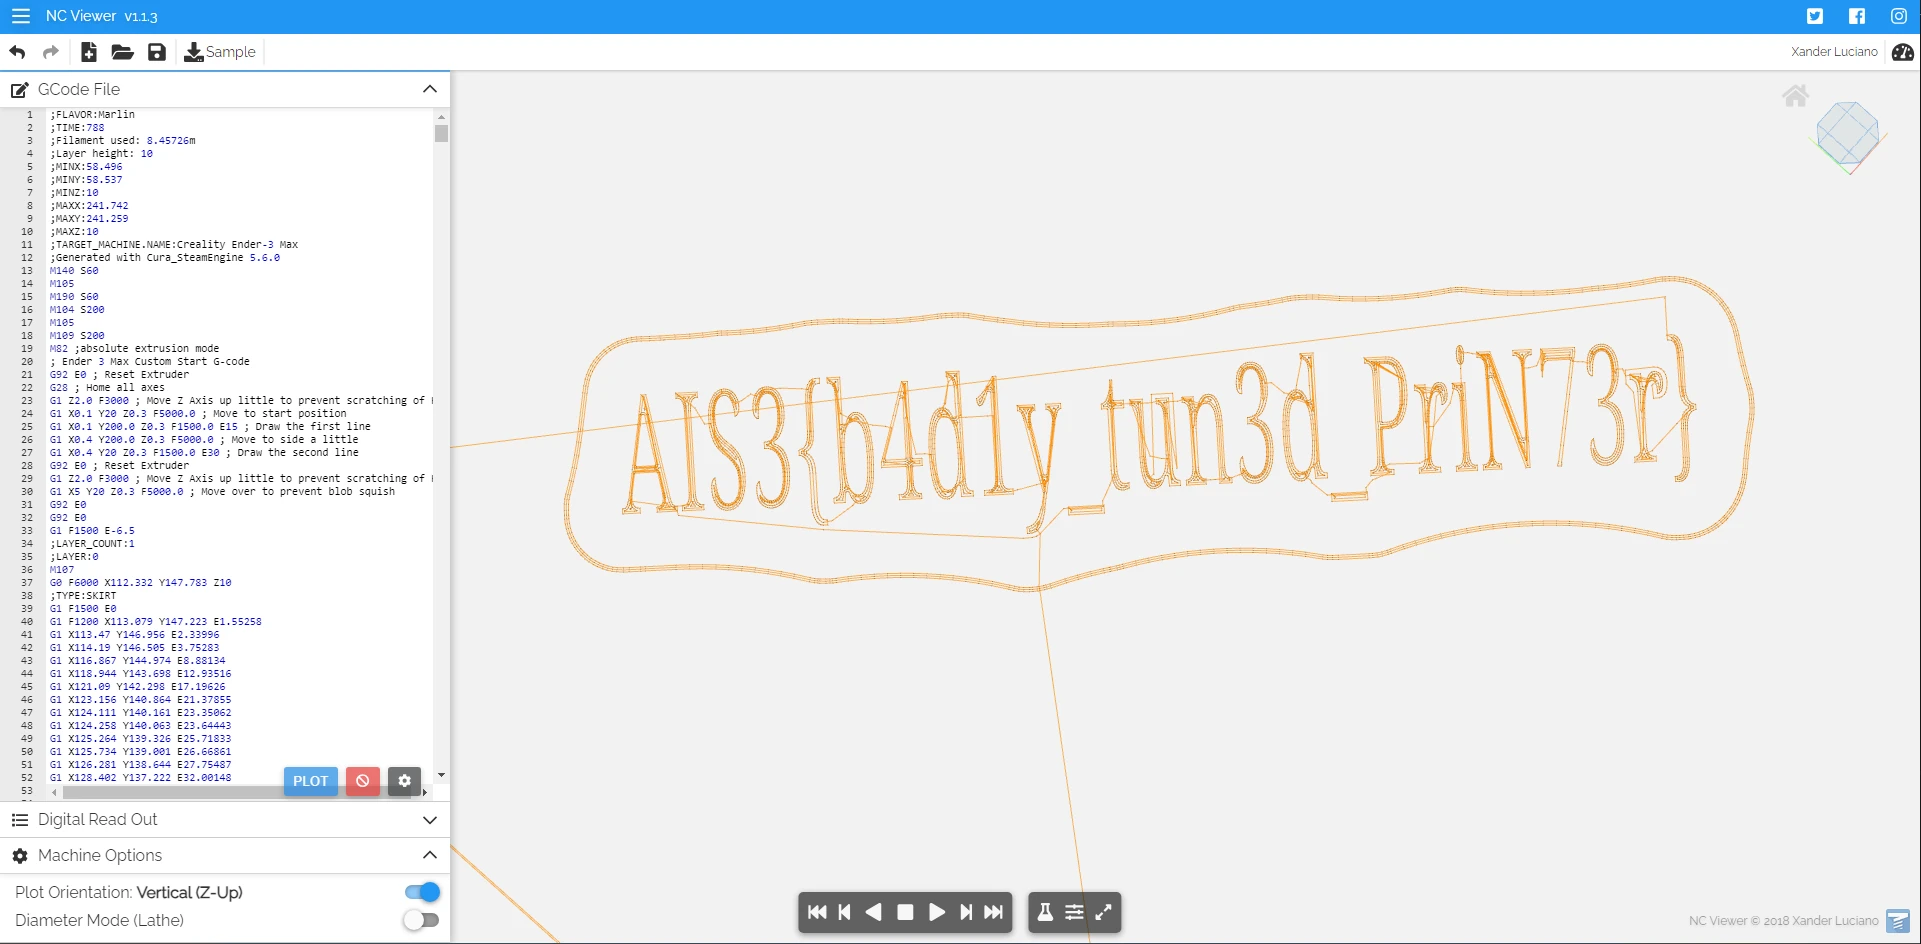 NC Viewer v1.1.3
Sample
Xander Luciano
GCode File
1 ;FLAVOR:Marlin
2 ;TIME:788
3 ;Filament used: 8.45726m
4 ;Layer height: 10
5 ;MINX:58.496
6 ;MINY:58.537
7 ;MINZ:10
8 ;MAXX:241.742
9 ;MAXY:241.259
10 ;MAXZ:10
11 ;TARGET_MACHINE.NAME:Creality Ender-3 Max
12 ;Generated with Cura_SteamEngine 5.6.0
13 M140 S60
14 M105
15 M190 S60
16 M104 S200
17 M105
18 M109 S200
19 M82 ;absolute extrusion mode
20 ; Ender 3 Max Custom Start G-code
21 G92 E0 ; Reset Extruder
22 G28 ; Home all axes
23 G1 Z2.0 F3000 ; Move Z Axis up little to prevent scratching of
24 G1 X0.1 Y20 Z0.3 F5000.0 ; Move to start position
25 G1 X0.1 Y200.0 Z0.3 F1500.0 E15 ; Draw the first line
26 G1 X0.4 Y200.0 Z0.3 F5000.0 ; Move to side a little
27 G1 X0.4 Y20 Z0.3 F1500.0 E30 ; Draw the second line
28 G92 E0 ; Reset Extruder
29 G1 Z2.0 F3000 ; Move Z Axis up little to prevent scratching of
30 G1 X5 Y20 Z0.3 F5000.0 ; Move over to prevent blob squish
31 G92 E0
32 G92 E0
33 G1 F1500 E-6.5
34 ;LAYER_COUNT:1
35 ;LAYER:0
36 M107
37 G0 F6000 X112.332 Y147.783 Z10
38 ;TYPE:SKIRT
39 G1 F1500 E0
40 G1 F1200 X113.079 Y147.223 E1.55258
41 G1 X113.47 Y146.956 E2.33996
42 G1 X114.19 Y146.505 E3.75283
43 G1 X116.867 Y144.974 E8.88134
44 G1 X118.944 Y143.698 E12.93516
45 G1 X121.09 Y142.298 E17.19626
46 G1 X123.156 Y140.864 E21.37855
47 G1 X124.111 Y140.161 E23.35062
48 G1 X124.258 Y140.063 E23.64443
49 G1 X125.264 Y139.326 E25.71833
50 G1 X125.734 Y139.001 E26.66861
51 G1 X126.281 Y138.644 E27.75487
52 G1 X128.402 Y137.222 E32.00148
53
PLOT
Digital Read Out
Machine Options
Plot Orientation: Vertical (Z-Up)
Diameter Mode (Lathe)
AIS3{b4d1y_tun3d_PriN73r}
NC Viewer © 2018 Xander Luciano